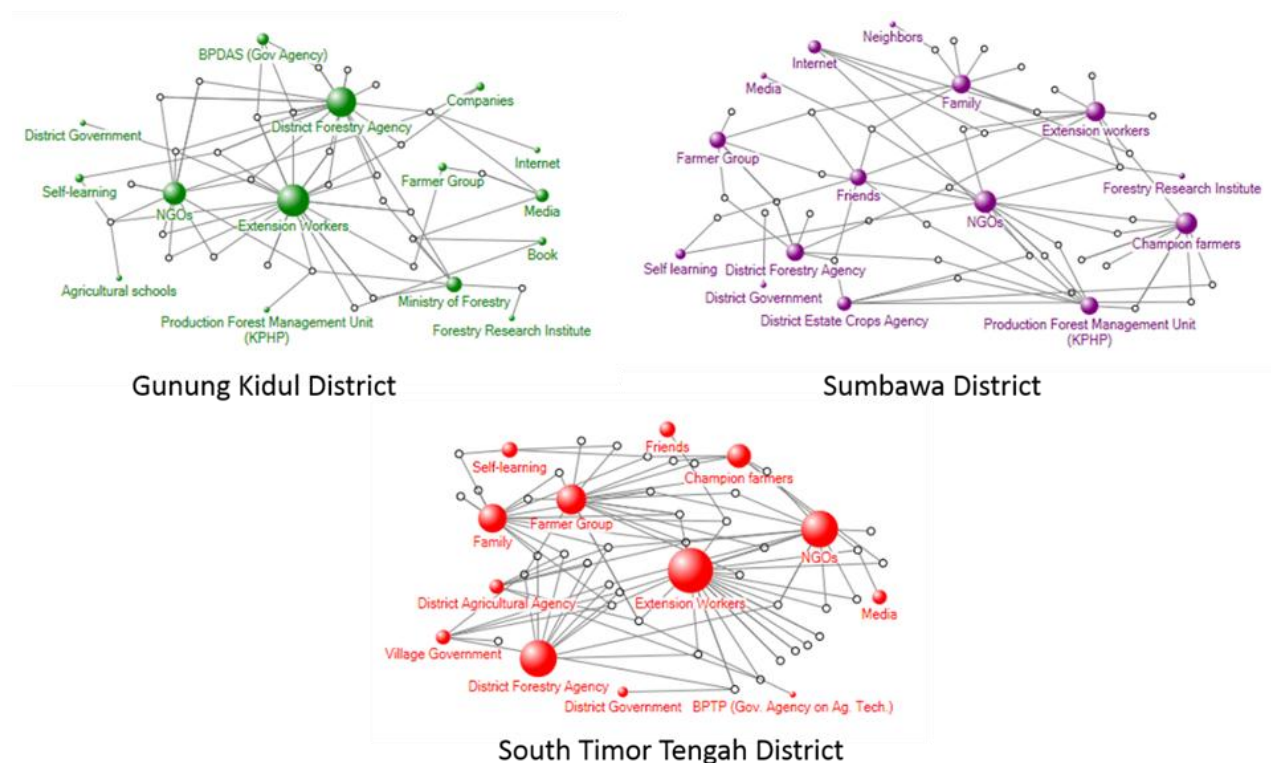 BPDAS (Gov Agency)
District Forestry Agency
Companies
District Government
Internet
Self-learning
NGOs
Farmer Group
Media
Extension Workers
Book
Agricultural schools
Ministry of Forestry
Production Forest Management Unit
(KPHP)
Forestry Research Institute
Gunung Kidul District
Neighbors
Internet
Media
Family
Extension workers
Farmer Group
Friends
Forestry Research Institute
NGOs
Champion farmers
Self learning
District Forestry Agency
District Government
District Estate Crops Agency
Production Forest Management Unit
(KPHP)
Sumbawa District
Friends
Self-learning
Champion farmers
Farmer Group
Family
NGOs
District Agricultural Agency
Extension Workers
Media
Village Government
District Forestry Agency
District Government
BPTP (Gov. Agency on Ag. Tech.)
South Timor Tengah District